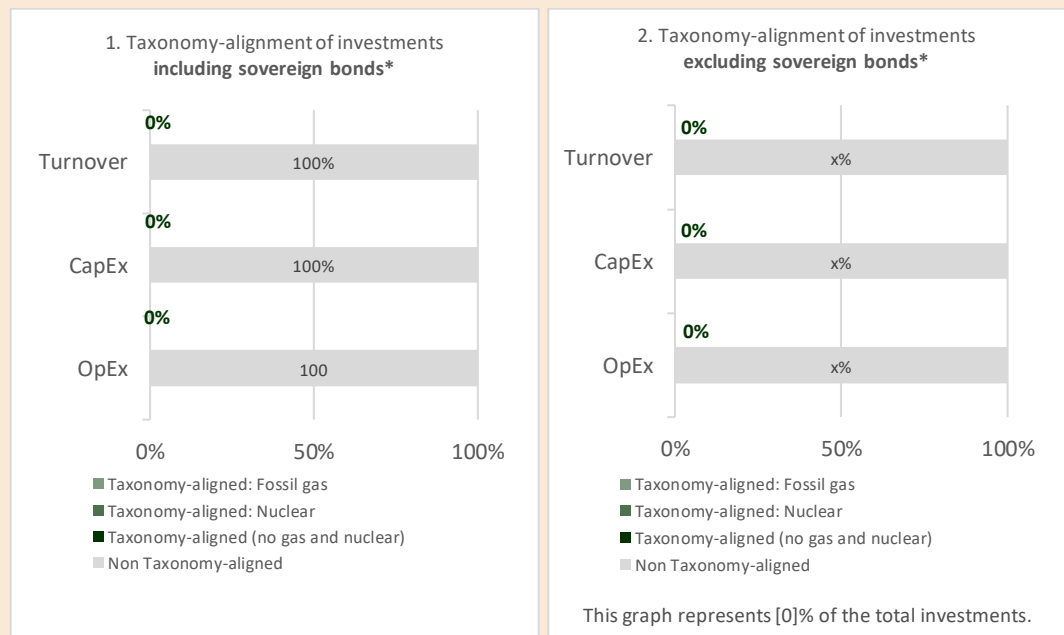 1. Taxonomy-alignment of investments
including sovereign bonds*
0%
Turnover
100%
0%
CapEx
100%
0%
OpEx
100
0%
50%
100%
Taxonomy-aligned: Fossil gas
Taxonomy-aligned: Nuclear
Taxonomy-aligned (no gas and nuclear)
Non Taxonomy-aligned
2. Taxonomy-alignment of investments
excluding sovereign bonds*
0%
Turnover
x%
0%
CapEx
x%
0%
OpEx
x%
0%
50%
100%
Taxonomy-aligned: Fossil gas
Taxonomy-aligned: Nuclear
Taxonomy-aligned (no gas and nuclear)
Non Taxonomy-aligned
This graph represents [0]% of the total investments.